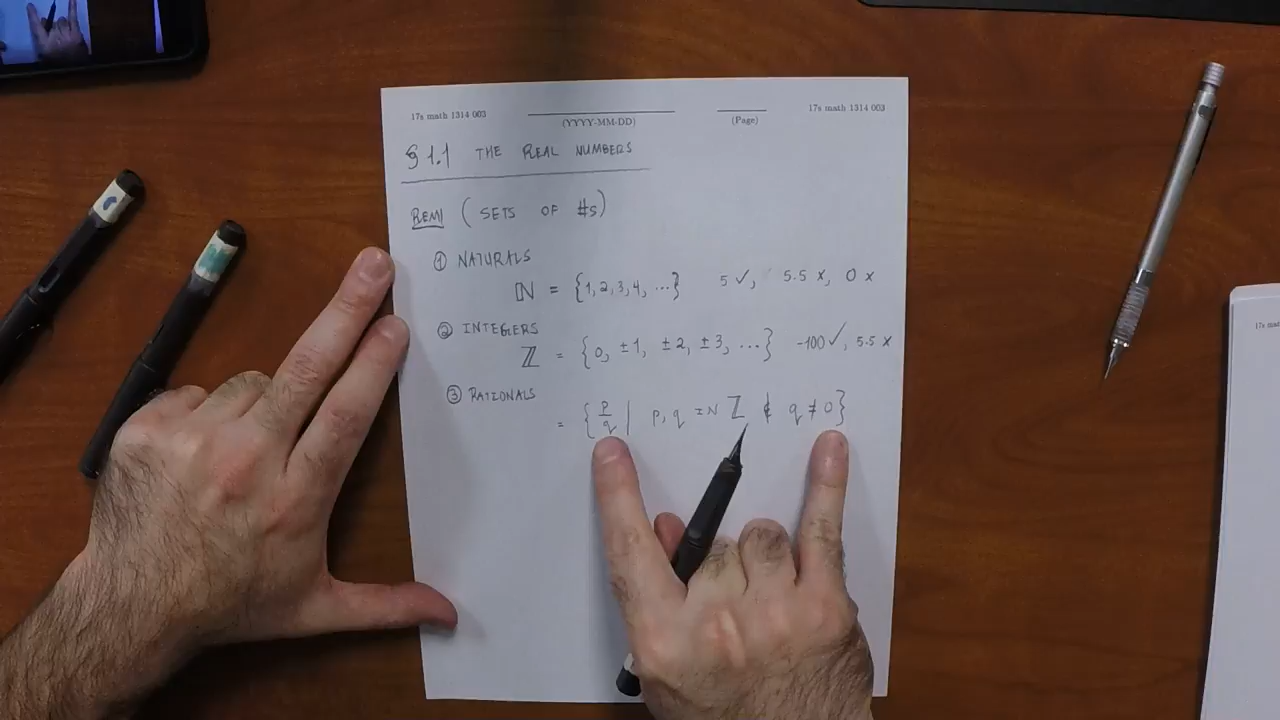 17s math 1314 003
(YYYY-MM-DD)
(Page)
17s math 1314 003
§ 1.1 THE REAL NUMBERS
REM (SETS OF #s)
① NATURALS
ℕ = {1, 2, 3, 4, ...} 5 ✓, 5.5 x, 0 x
② INTEGERS
ℤ = {0, ±1, ±2, ±3, ...} -100 ✓, 5.5 x
③ RATIONALS
= {p/q | p, q IN ℤ & q ≠ 0}